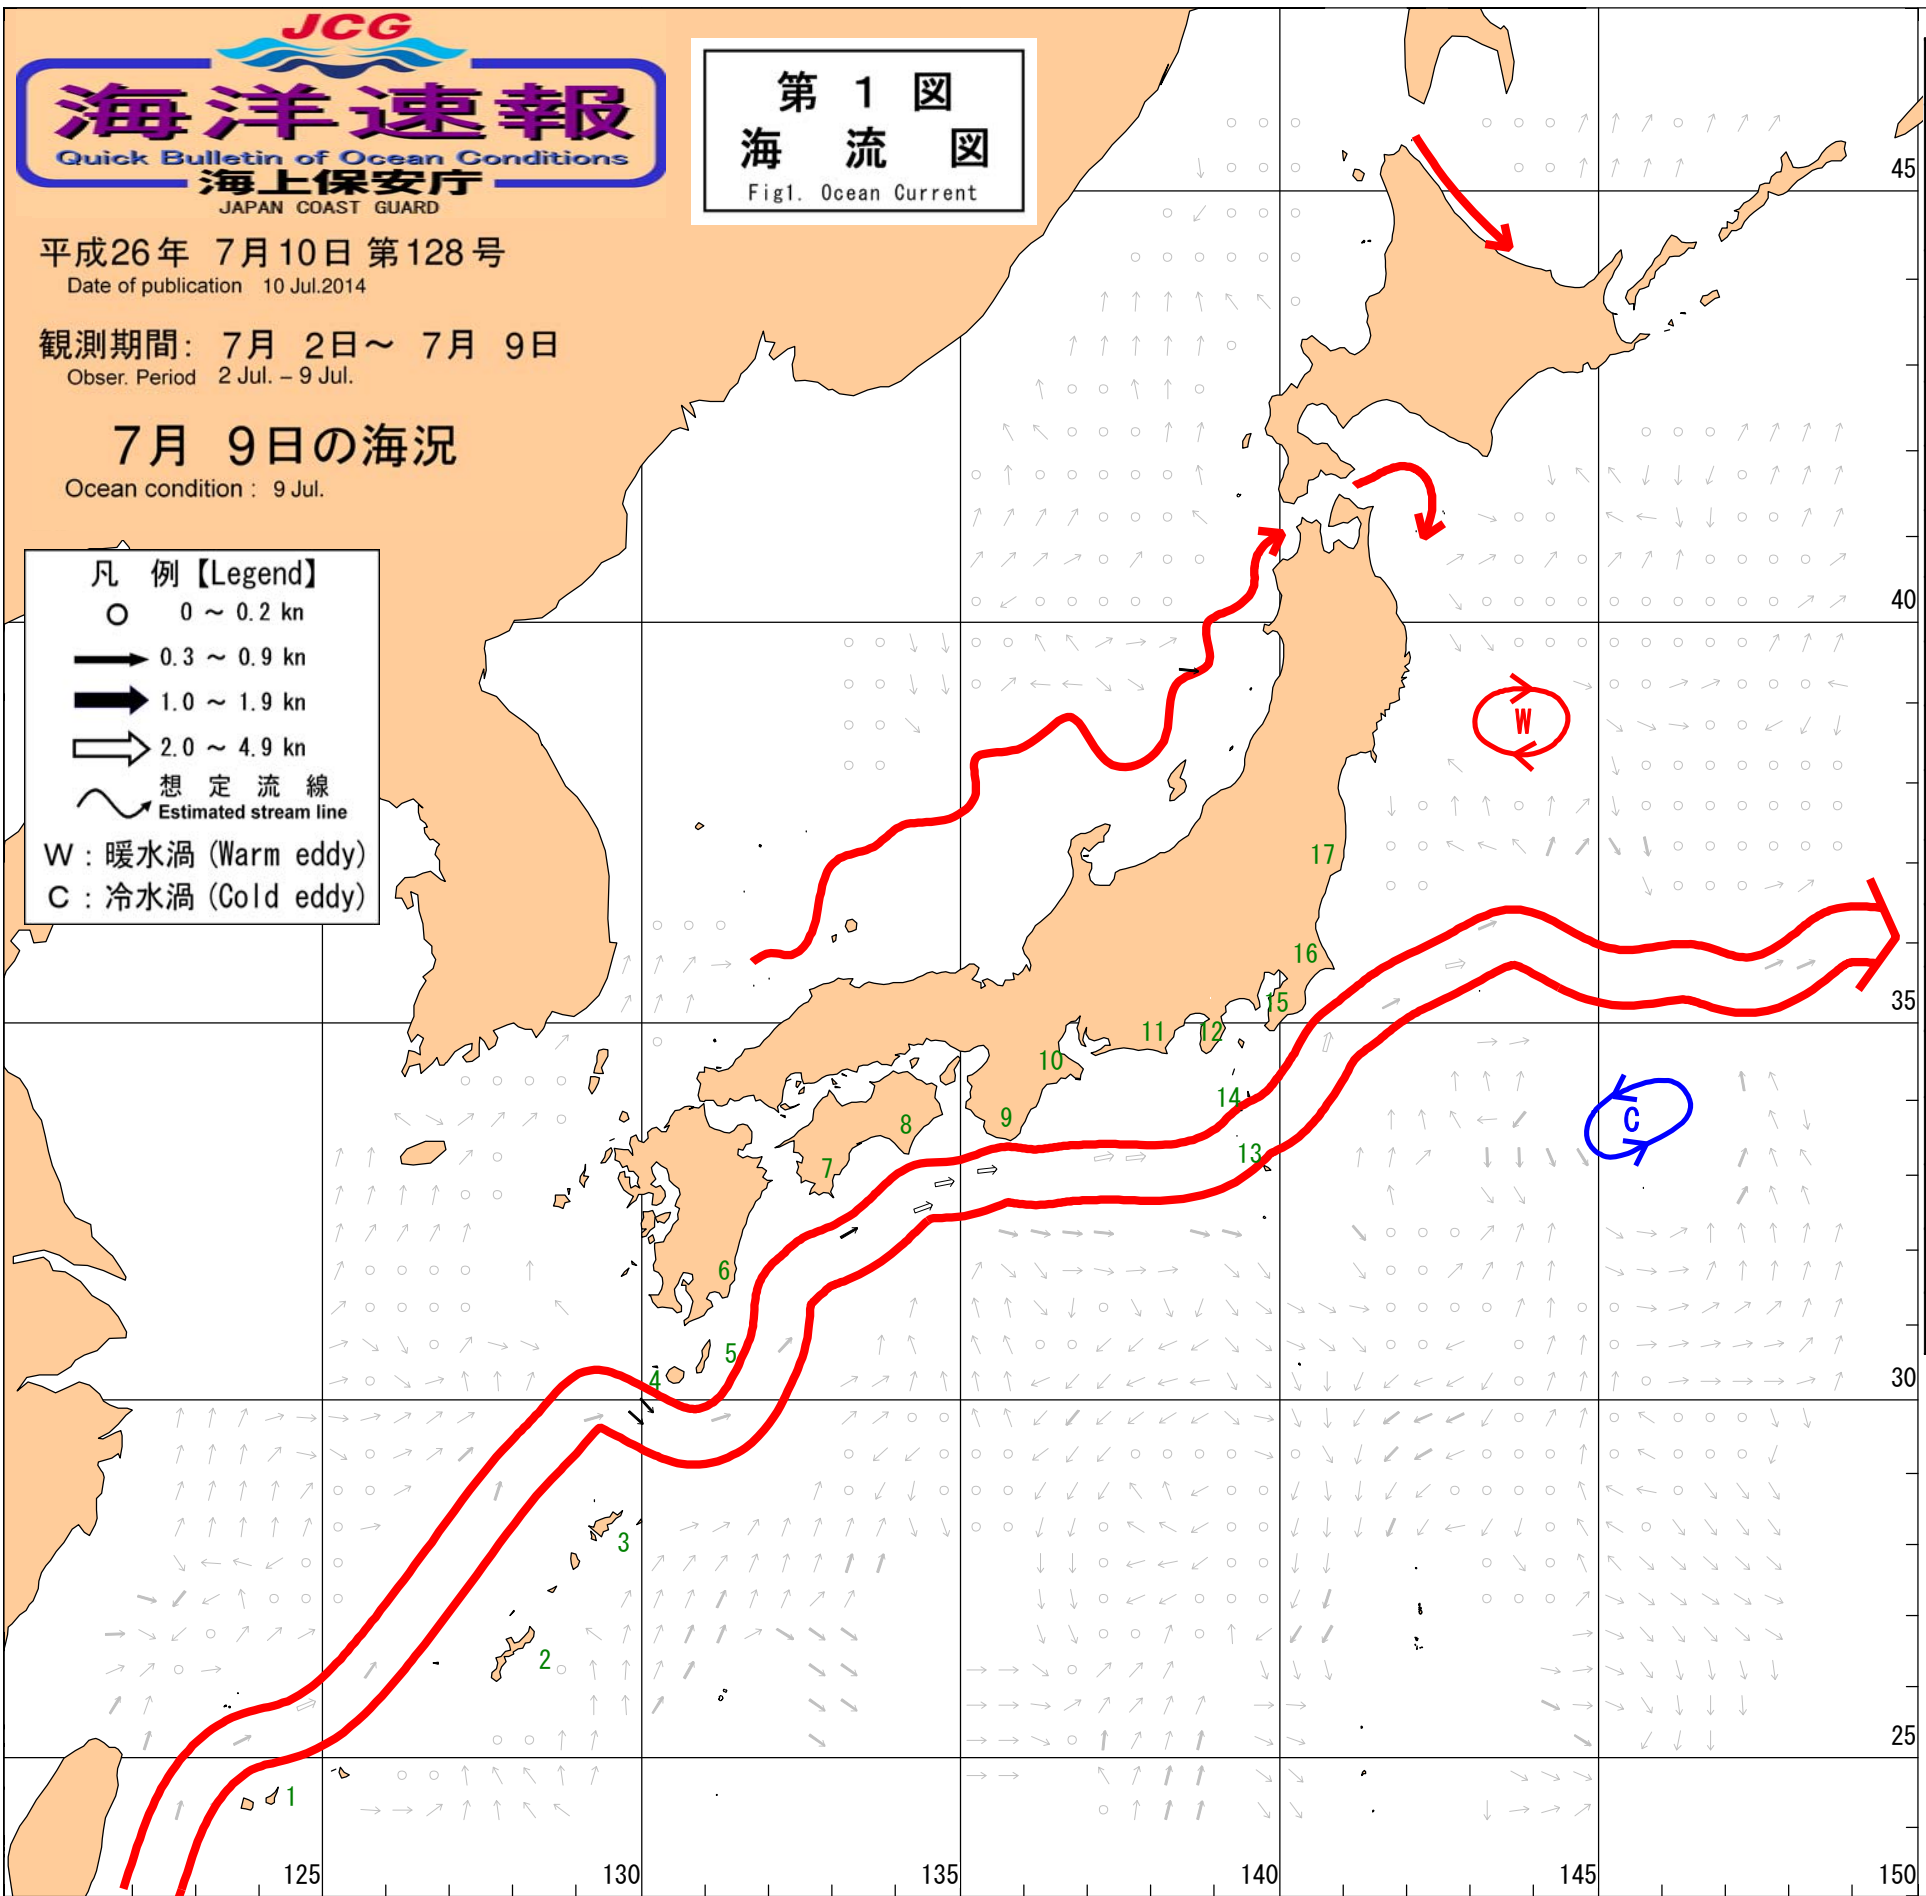 JCG
海洋速報
Quick Bulletin of Ocean Conditions
海上保安庁
JAPAN COAST GUARD
平成26年 7月10日 第128号
Date of publication 10 Jul.2014
観測期間: 7月 2日～ 7月 9日
Obser. Period 2 Jul. – 9 Jul.
7月 9日の海況
Ocean condition : 9 Jul.
第 1 図
海 流 図
Fig1. Ocean Current
凡 例【Legend】
0 ～ 0.2 kn
0.3 ～ 0.9 kn
1.0 ～ 1.9 kn
2.0 ～ 4.9 kn
想 定 流 線
Estimated stream line
W : 暖水渦 (Warm eddy)
C : 冷水渦 (Cold eddy)
45
40
W
17
16
35
15
12
11
10
14
C
9
8
13
7
6
5
4
30
3
2
25
1
125
130
135
140
145
150